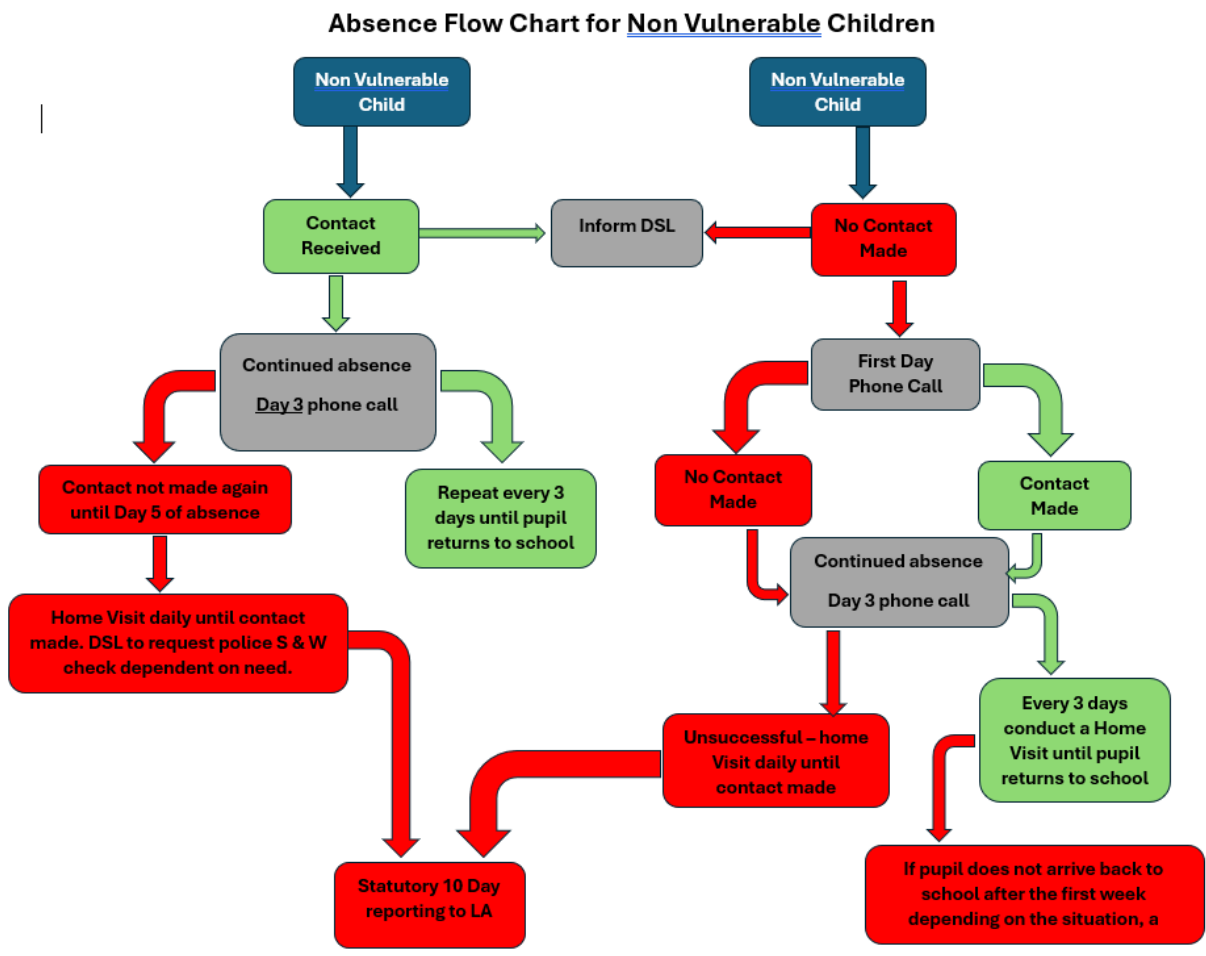 Absence Flow Chart for Non Vulnerable Children
Non Vulnerable
Child
Non Vulnerable
Child
Contact
Received
Inform DSL
No Contact
Made
Continued absence
Day 3 phone call
First Day
Phone Call
Contact not made again
until Day 5 of absence
Repeat every 3
days until pupil
returns to school
No Contact
Made
Contact
Made
Continued absence
Day 3 phone call
Home Visit daily until contact
made. DSL to request police S & W
check dependent on need.
Every 3 days
conduct a Home
Visit until pupil
returns to school
Unsuccessful – home
Visit daily until
contact made
Statutory 10 Day
reporting to LA
If pupil does not arrive back to
school after the first week
depending on the situation, a